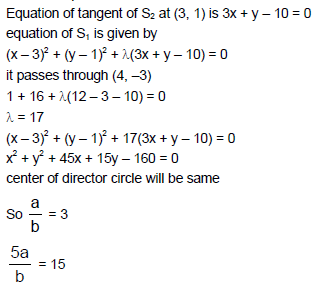 Equation of tangent of S₂ at (3, 1) is 3x + y – 10 = 0
equation of S₁ is given by
(x – 3)² + (y – 1)² + λ(3x + y – 10) = 0
it passes through (4, –3)
1 + 16 + λ(12 – 3 – 10) = 0
λ = 17
(x – 3)² + (y – 1)² + 17(3x + y – 10) = 0
x² + y² + 45x + 15y – 160 = 0
center of director circle will be same
So a/b = 3
5a/b = 15